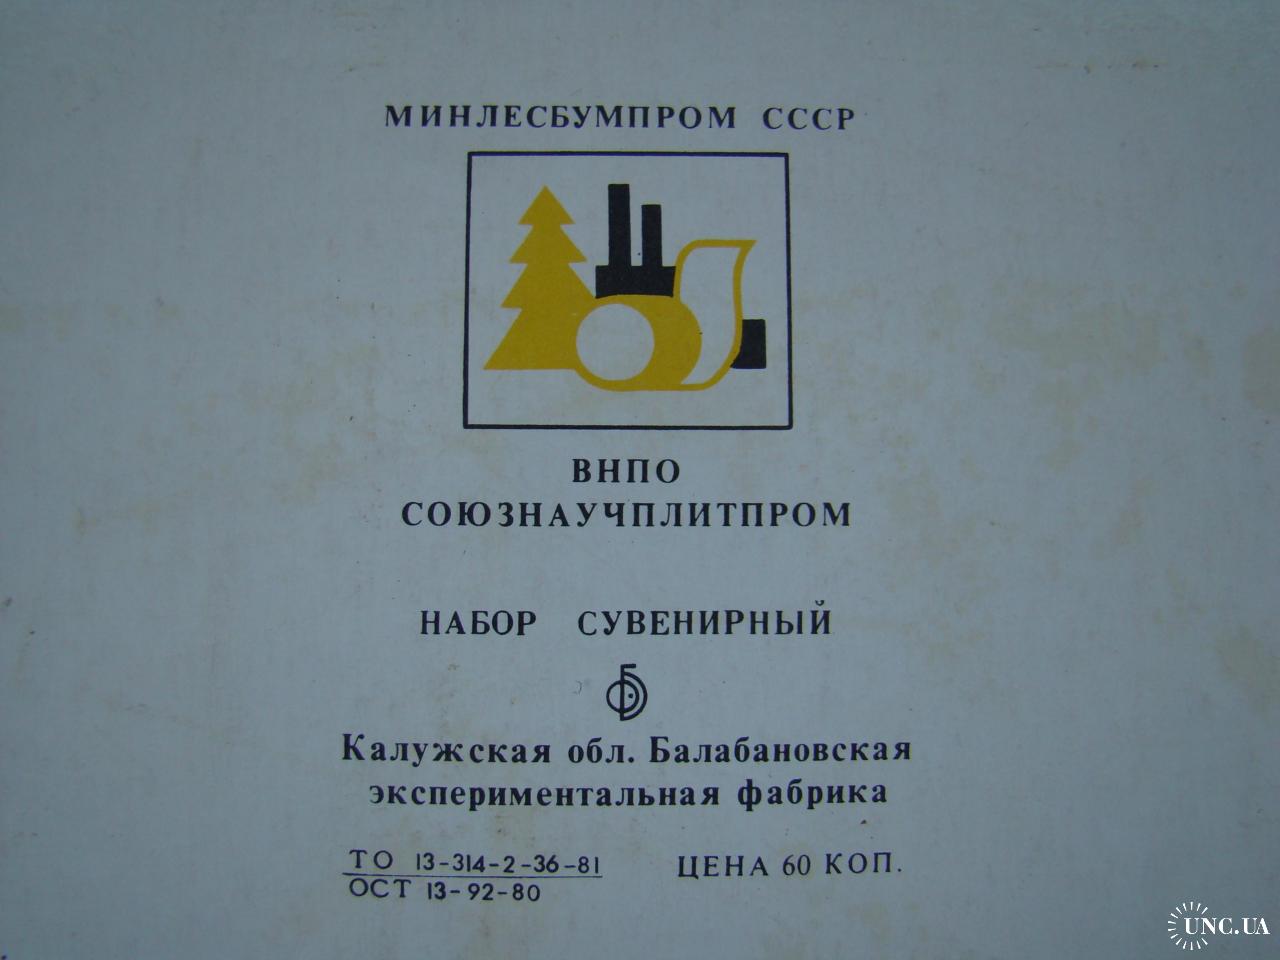 МИНЛЕСБУМПРОМ СССР
ВНПО
СОЮЗНАУЧПЛИТПРОМ
НАБОР СУВЕНИРНЫЙ
Калужская обл. Балабановская
экспериментальная фабрика
ТО 13-314-2-36-81
ОСТ 13-92-80
ЦЕНА 60 КОП.
UNC.UA